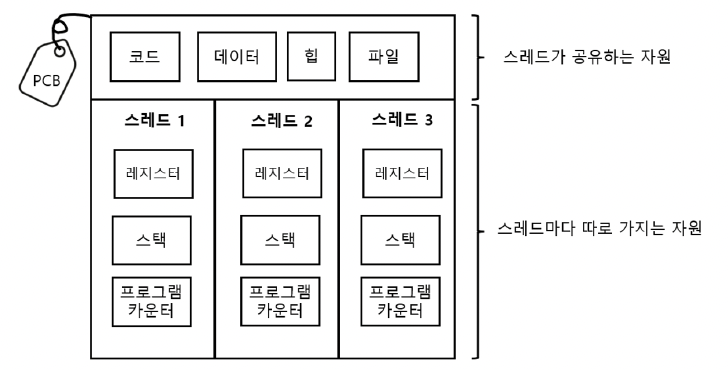 코드 데이터 힙 파일
스레드가 공유하는 자원
PCB
스레드 1 스레드 2 스레드 3
레지스터 레지스터 레지스터
스레드마다 따로 가지는 자원
스택 스택 스택
프로그램 프로그램 프로그램
카운터 카운터 카운터